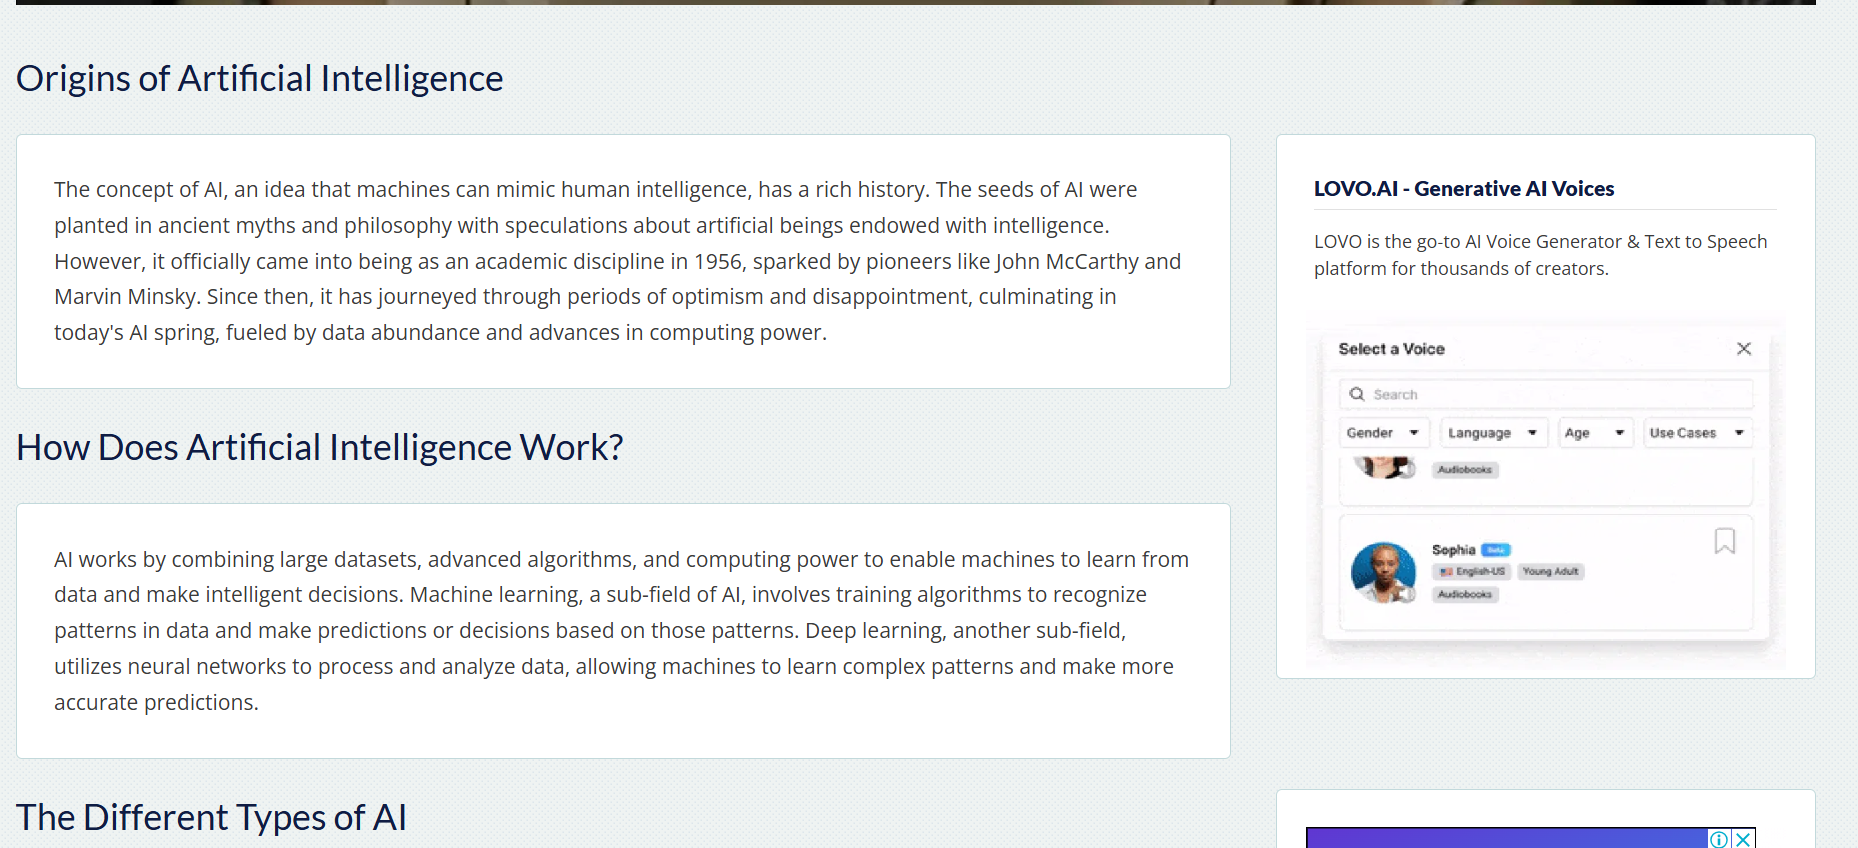 Origins of Artificial Intelligence
The concept of AI, an idea that machines can mimic human intelligence, has a rich history. The seeds of AI were
planted in ancient myths and philosophy with speculations about artificial beings endowed with intelligence.
However, it officially came into being as an academic discipline in 1956, sparked by pioneers like John McCarthy and
Marvin Minsky. Since then, it has journeyed through periods of optimism and disappointment, culminating in
today's AI spring, fueled by data abundance and advances in computing power.
How Does Artificial Intelligence Work?
AI works by combining large datasets, advanced algorithms, and computing power to enable machines to learn from
data and make intelligent decisions. Machine learning, a sub-field of AI, involves training algorithms to recognize
patterns in data and make predictions or decisions based on those patterns. Deep learning, another sub-field,
utilizes neural networks to process and analyze data, allowing machines to learn complex patterns and make more
accurate predictions.
The Different Types of AI
LOVO.AI - Generative AI Voices
LOVO is the go-to AI Voice Generator & Text to Speech
platform for thousands of creators.
Select a Voice
Search
Gender Language Age Use Cases
Audiobooks
Sophia Beta
English-US Young Adult
Audiobooks